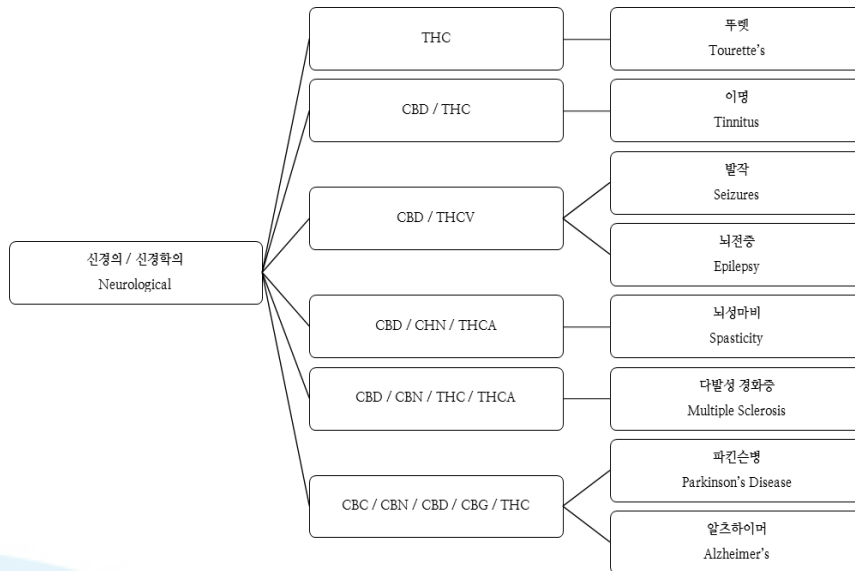 신경의 / 신경학의
Neurological
THC
뚜렛
Tourette's
CBD / THC
이명
Tinnitus
CBD / THCV
발작
Seizures
뇌전증
Epilepsy
CBD / CHN / THCA
뇌성마비
Spasticity
CBD / CBN / THC / THCA
다발성 경화증
Multiple Sclerosis
CBC / CBN / CBD / CBG / THC
파킨슨병
Parkinson's Disease
알츠하이머
Alzheimer's